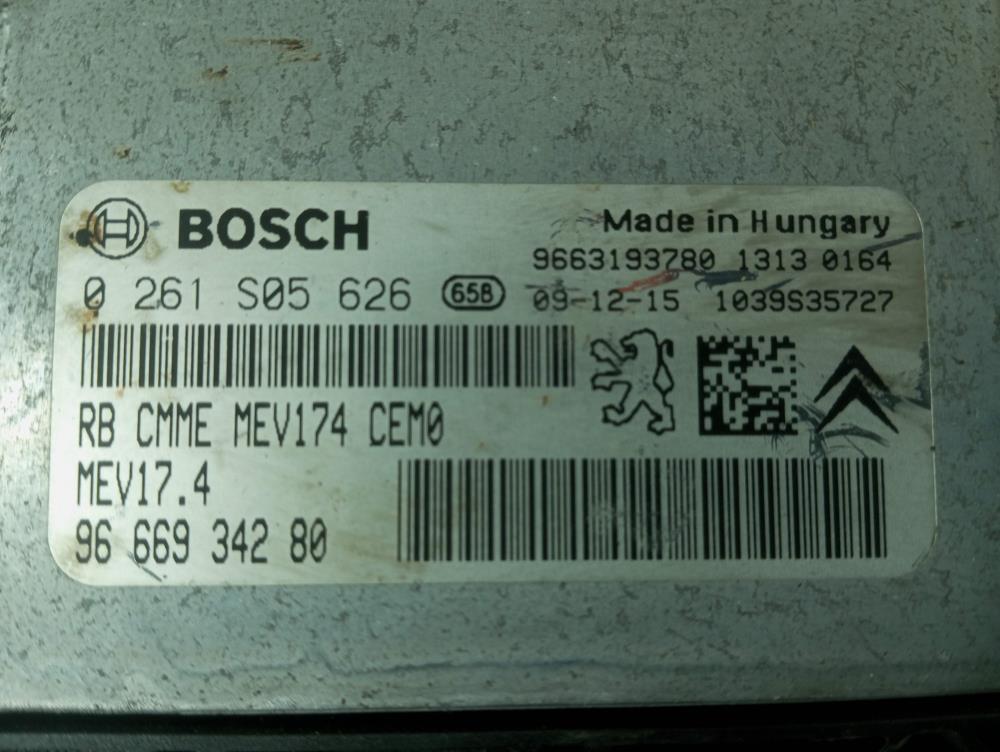 BOSCH
Made in Hungary
9663193780 1313 0164
0 261 S05 626 65B
09-12-15 1039S35727
RB CMME MEV174 CEM0
MEV17.4
96 669 342 80